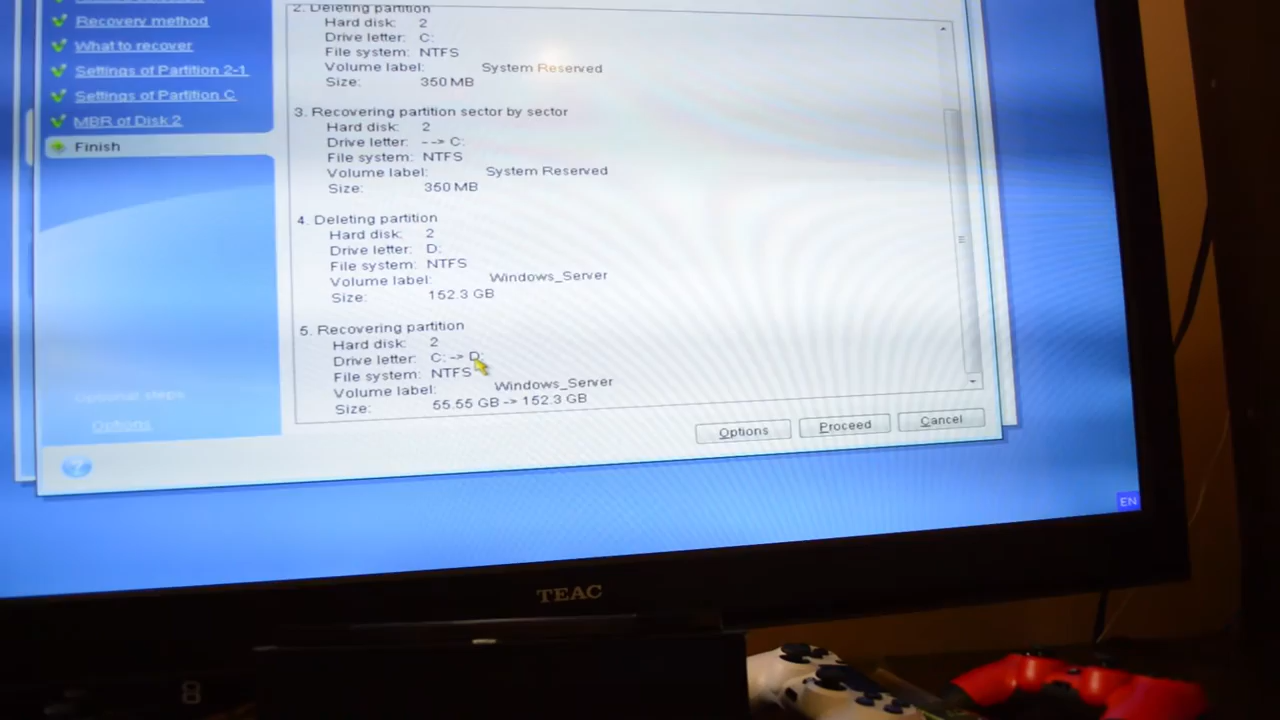 Recovery method
What to recover
Settings of Partition 2-1
Settings of Partition C
MBR of Disk 2
Finish
Optional steps
Options
2. Deleting partition
Hard disk: 2
Drive letter: C:
File system: NTFS
Volume label: System Reserved
Size: 350 MB
3. Recovering partition sector by sector
Hard disk: 2
Drive letter: --> C:
File system: NTFS
Volume label: System Reserved
Size: 350 MB
4. Deleting partition
Hard disk: 2
Drive letter: D:
File system: NTFS
Volume label: Windows_Server
Size: 152.3 GB
5. Recovering partition
Hard disk: 2
Drive letter: C: -> D:
File system: NTFS
Volume label: Windows_Server
Size: 55.55 GB -> 152.3 GB
Options
Proceed
Cancel
?
EN
TEAC
8